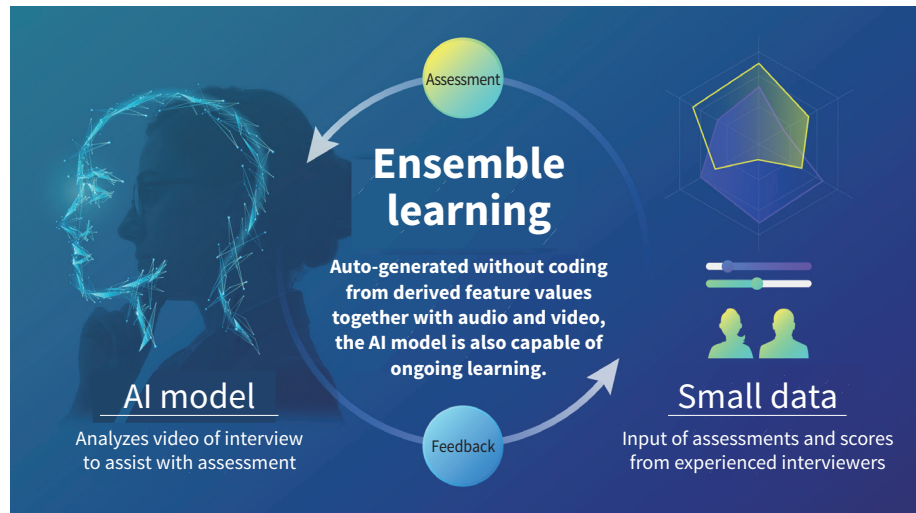 Assessment
Ensemble
learning
Auto-generated without coding
from derived feature values
together with audio and video,
the AI model is also capable of
ongoing learning.
AI model
Analyzes video of interview
to assist with assessment
Feedback
Small data
Input of assessments and scores
from experienced interviewers